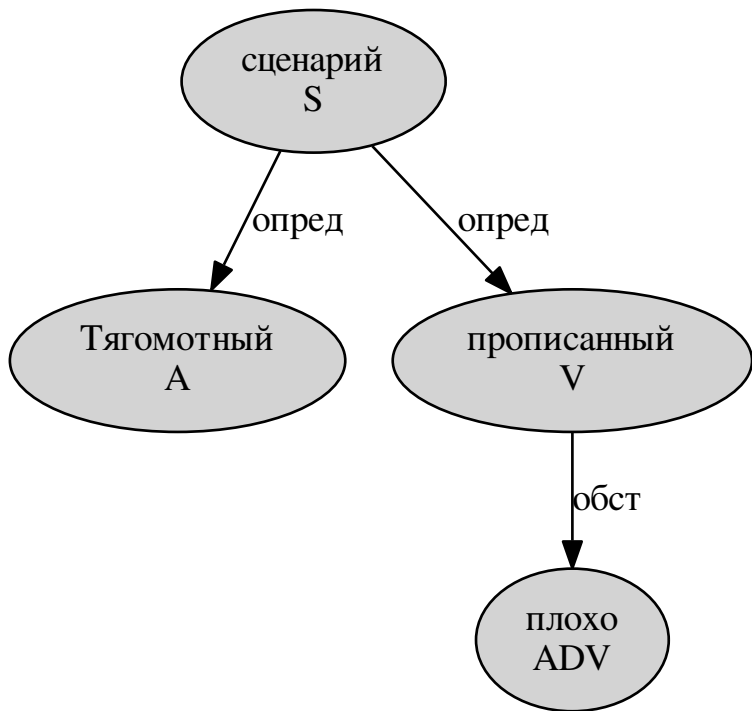 сценарий
S
опред
опред
Тягомотный
A
прописанный
V
обст
плохо
ADV